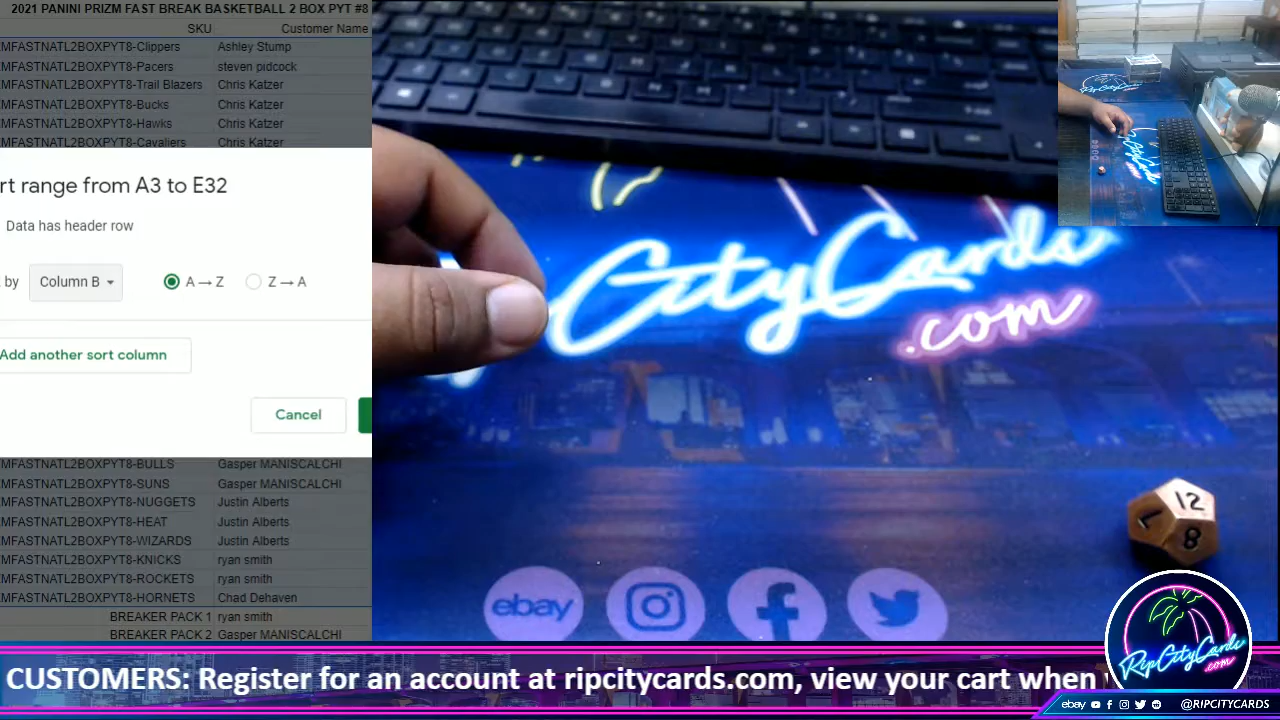 2021 PANINI PRIZM FAST BREAK BASKETBALL 2 BOX PYT #8
SKU Customer Name
MFASTNATL2BOXPYT8-Clippers Ashley Stump
MFASTNATL2BOXPYT8-Pacers steven pidcock
MFASTNATL2BOXPYT8-Trail Blazers Chris Katzer
MFASTNATL2BOXPYT8-Bucks Chris Katzer
MFASTNATL2BOXPYT8-Hawks Chris Katzer
MFASTNATL2BOXPYT8-Cavaliers Chris Katzer
rt range from A3 to E32
Data has header row
by Column B A → Z Z → A
Add another sort column
Cancel
MFASTNATL2BOXPYT8-BULLS Gasper MANISCALCHI
MFASTNATL2BOXPYT8-SUNS Gasper MANISCALCHI
MFASTNATL2BOXPYT8-NUGGETS Justin Alberts
MFASTNATL2BOXPYT8-HEAT Justin Alberts
MFASTNATL2BOXPYT8-WIZARDS Justin Alberts
MFASTNATL2BOXPYT8-KNICKS ryan smith
MFASTNATL2BOXPYT8-ROCKETS ryan smith
MFASTNATL2BOXPYT8-HORNETS Chad Dehaven
BREAKER PACK 1 ryan smith
BREAKER PACK 2 Gasper MANISCALCHI
CityCards
.com
12
8
ebay
RipCityCards
.com
CUSTOMERS: Register for an account at ripcitycards.com, view your cart when
ebay @RIPCITYCARDS